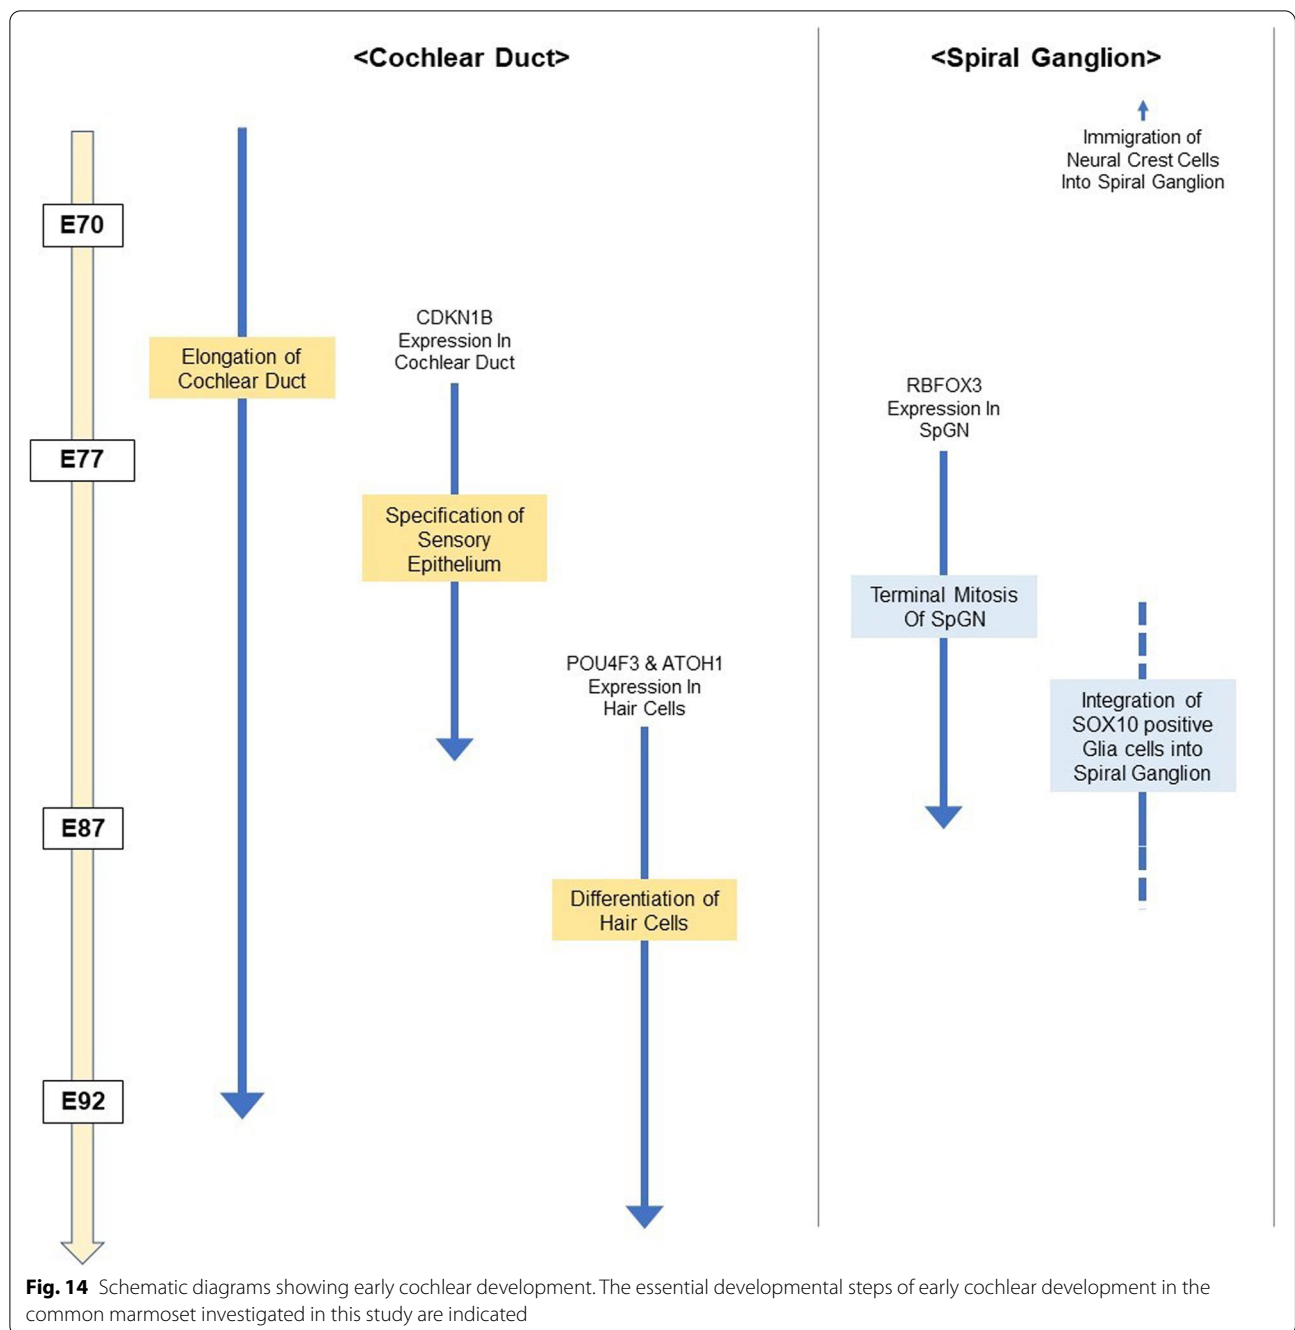 <Cochlear Duct>
<Spiral Ganglion>
Immigration of
Neural Crest Cells
Into Spiral Ganglion
E70
E77
E87
E92
Elongation of
Cochlear Duct
CDKN1B
Expression In
Cochlear Duct
Specification of
Sensory
Epithelium
POU4F3 & ATOH1
Expression In
Hair Cells
Differentiation of
Hair Cells
RBFOX3
Expression In
SpGN
Terminal Mitosis
Of SpGN
Integration of
SOX10 positive
Glia cells into
Spiral Ganglion
Fig. 14 Schematic diagrams showing early cochlear development. The essential developmental steps of early cochlear development in the
common marmoset investigated in this study are indicated